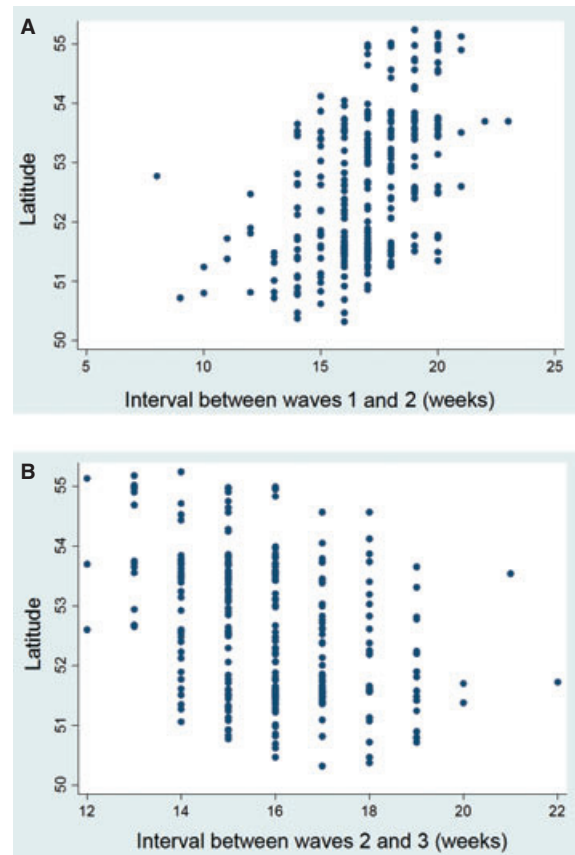 A
55
54
53
52
51
50
Latitude
5 10 15 20 25
Interval between waves 1 and 2 (weeks)
B
55
54
53
52
51
50
Latitude
12 14 16 18 20 22
Interval between waves 2 and 3 (weeks)